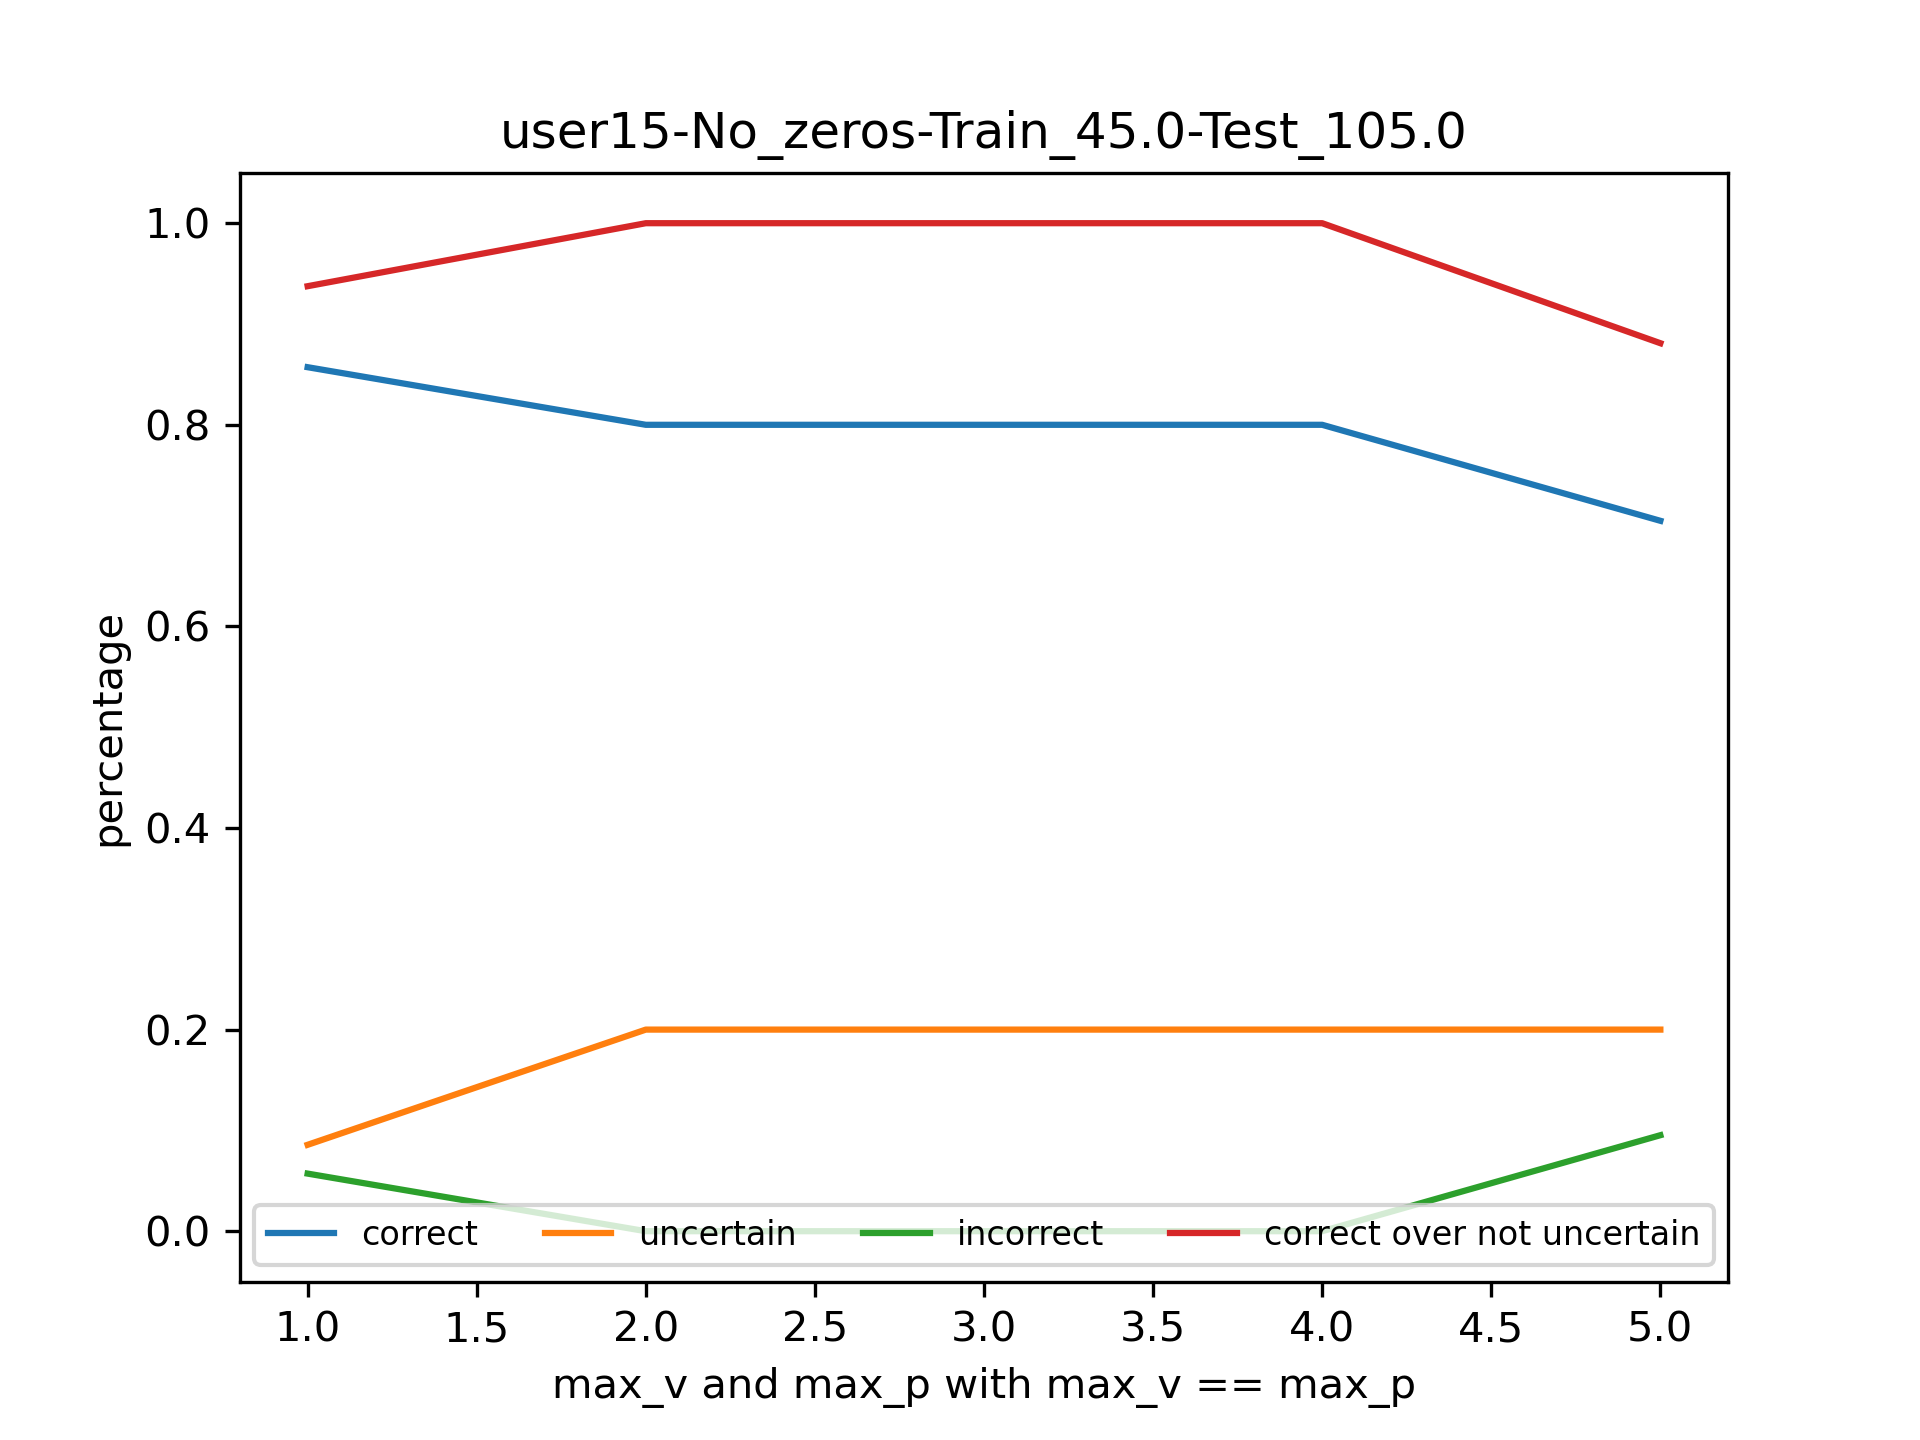 user15-No_zeros-Train_45.0-Test_105.0
percentage
1.0
0.8
0.6
0.4
0.2
0.0
correct uncertain incorrect correct over not uncertain
1.0 1.5 2.0 2.5 3.0 3.5 4.0 4.5 5.0
max_v and max_p with max_v == max_p